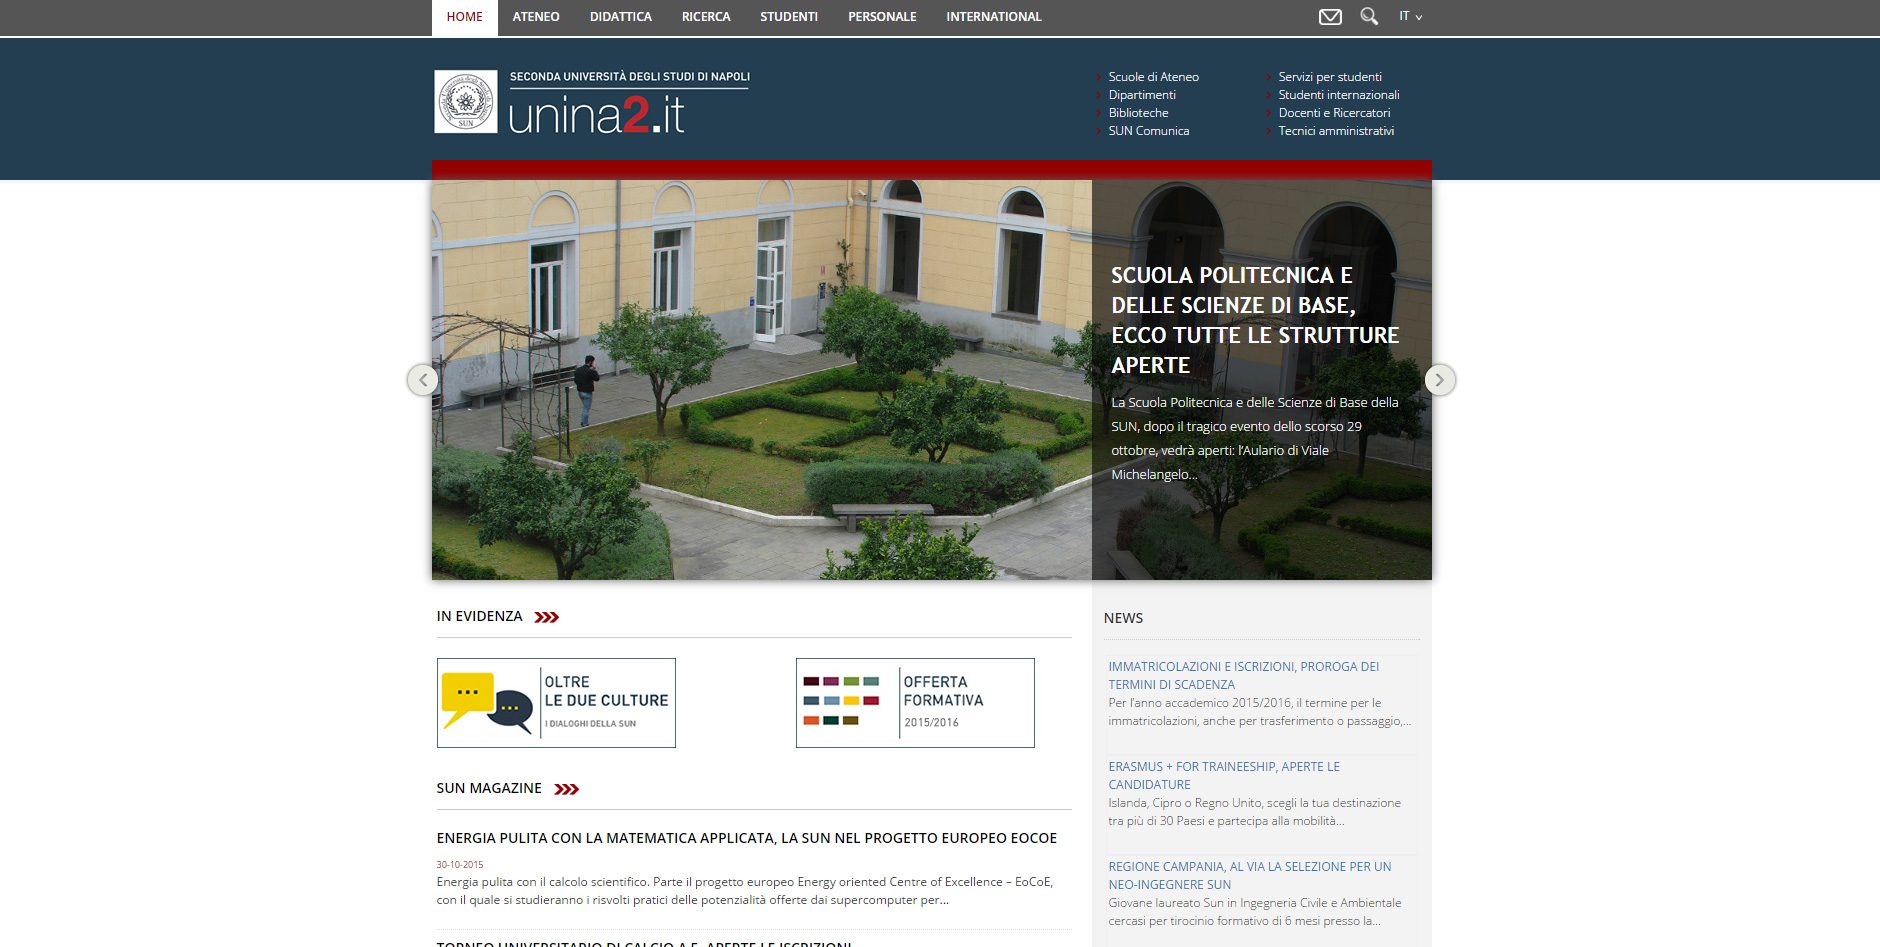 HOME ATENEO DIDATTICA RICERCA STUDENTI PERSONALE INTERNATIONAL IT
SECONDA UNIVERSITÀ DEGLI STUDI DI NAPOLI
unina2.it
SUN
Scuole di Ateneo
Dipartimenti
Biblioteche
SUN Comunica
Servizi per studenti
Studenti internazionali
Docenti e Ricercatori
Tecnici amministrativi
SCUOLA POLITECNICA E
DELLE SCIENZE DI BASE,
ECCO TUTTE LE STRUTTURE
APERTE
La Scuola Politecnica e delle Scienze di Base della
SUN, dopo il tragico evento dello scorso 29
ottobre, vedrà aperti: l'Aulario di Viale
Michelangelo...
IN EVIDENZA
OLTRE
LE DUE CULTURE
I DIALOGHI DELLA SUN
OFFERTA
FORMATIVA
2015/2016
SUN MAGAZINE
ENERGIA PULITA CON LA MATEMATICA APPLICATA, LA SUN NEL PROGETTO EUROPEO EOCOE
30-10-2015
Energia pulita con il calcolo scientifico. Parte il progetto europeo Energy oriented Centre of Excellence – EoCoE,
con il quale si studieranno i risvolti pratici delle potenzialità offerte dai supercomputer per...
TORNEO UNIVERSITARIO DI CALCIO A 5, APERTE LE ISCRIZIONI
NEWS
IMMATRICOLAZIONI E ISCRIZIONI, PROROGA DEI
TERMINI DI SCADENZA
Per l'anno accademico 2015/2016, il termine per le
immatricolazioni, anche per trasferimento o passaggio,...
ERASMUS + FOR TRAINEESHIP, APERTE LE
CANDIDATURE
Islanda, Cipro o Regno Unito, scegli la tua destinazione
tra più di 30 Paesi e partecipa alla mobilità...
REGIONE CAMPANIA, AL VIA LA SELEZIONE PER UN
NEO-INGEGNERE SUN
Giovane laureato Sun in Ingegneria Civile e Ambientale
cercasi per tirocinio formativo di 6 mesi presso la...